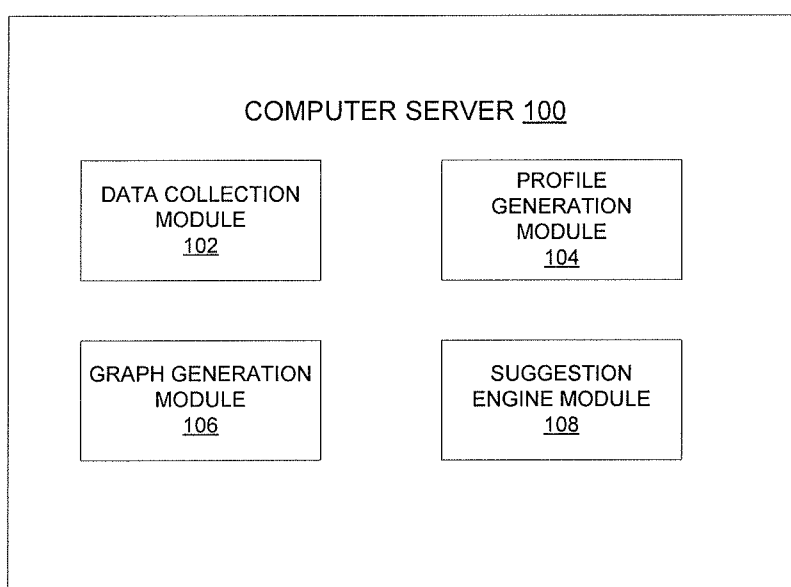 COMPUTER SERVER 100
DATA COLLECTION
MODULE
102
PROFILE
GENERATION
MODULE
104
GRAPH GENERATION
MODULE
106
SUGGESTION
ENGINE MODULE
108